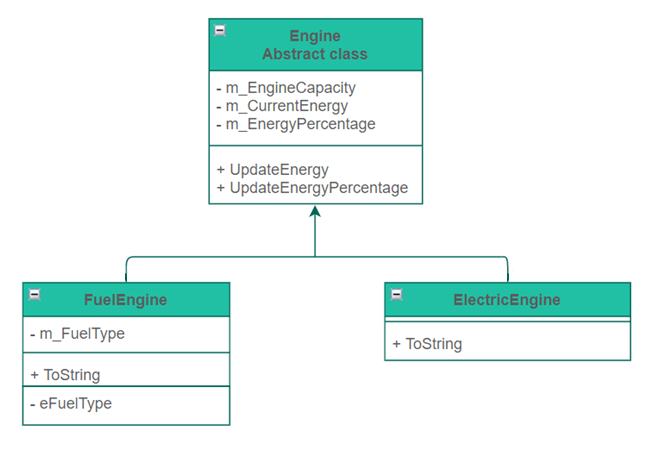 Engine
Abstract class
- m_EngineCapacity
- m_CurrentEnergy
- m_EnergyPercentage
+ UpdateEnergy
+ UpdateEnergyPercentage
FuelEngine
- m_FuelType
+ ToString
- eFuelType
ElectricEngine
+ ToString